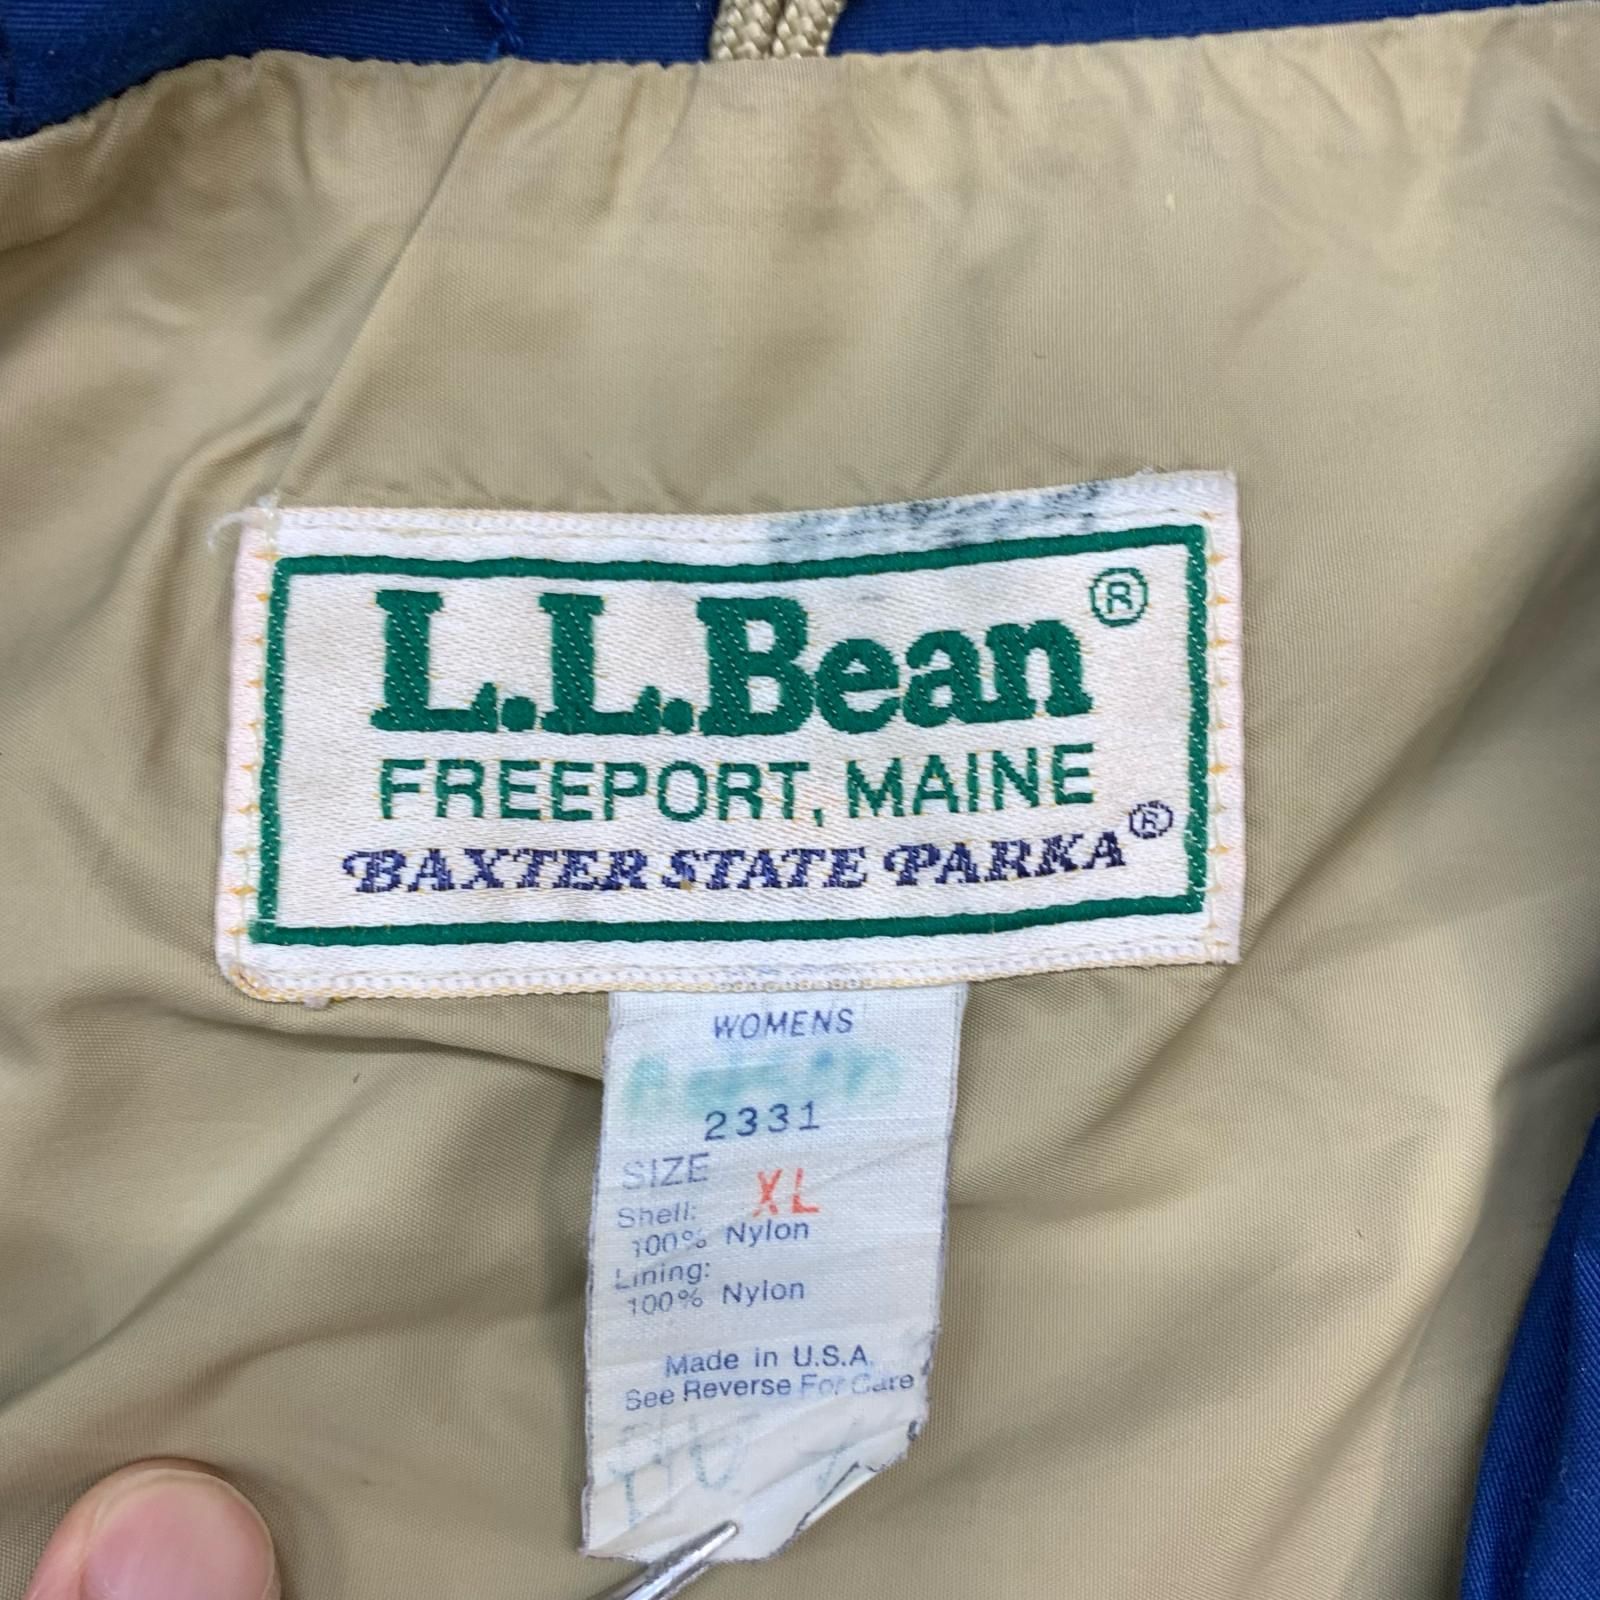 L.L.Bean®
FREEPORT, MAINE
BAXTER STATE PARKA®
WOMENS
2331
SIZE XL
Shell:
100% Nylon
Lining:
100% Nylon
Made in U.S.A.
See Reverse For Care